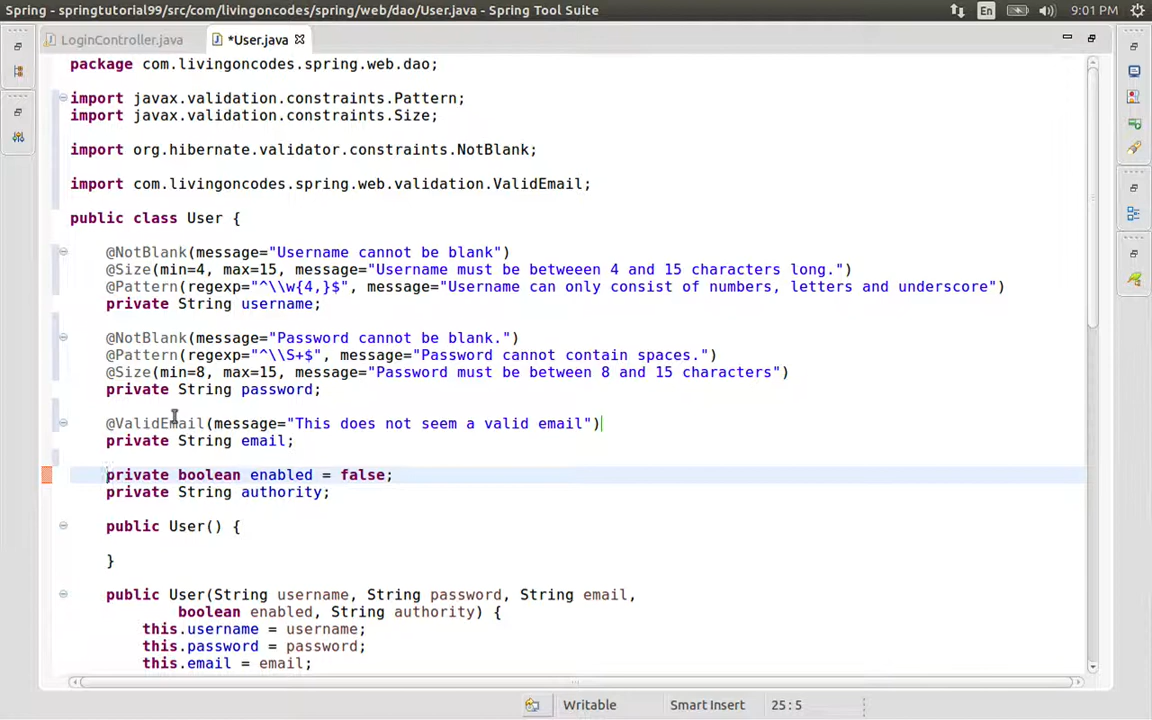 Spring - springtutorial99/src/com/livingoncodes/spring/web/dao/User.java - Spring Tool Suite
En
9:01 PM
LoginController.java
*User.java
package com.livingoncodes.spring.web.dao;
import javax.validation.constraints.Pattern;
import javax.validation.constraints.Size;
import org.hibernate.validator.constraints.NotBlank;
import com.livingoncodes.spring.web.validation.ValidEmail;
public class User {
@NotBlank(message="Username cannot be blank")
@Size(min=4, max=15, message="Username must be betweeen 4 and 15 characters long.")
@Pattern(regexp="^\\w{4,}$", message="Username can only consist of numbers, letters and underscore")
private String username;
@NotBlank(message="Password cannot be blank.")
@Pattern(regexp="^\\S+$", message="Password cannot contain spaces.")
@Size(min=8, max=15, message="Password must be between 8 and 15 characters")
private String password;
@ValidEmail(message="This does not seem a valid email")
private String email;
private boolean enabled = false;
private String authority;
public User() {
}
public User(String username, String password, String email,
boolean enabled, String authority) {
this.username = username;
this.password = password;
this.email = email;
Writable
Smart Insert
25 : 5